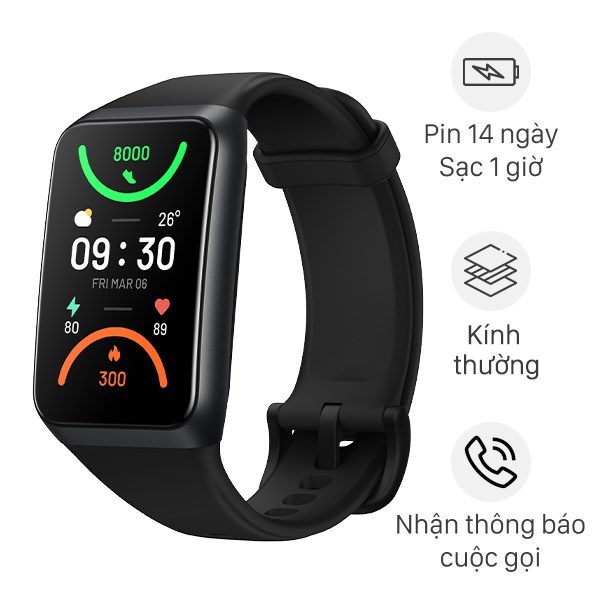 8000
26°
09:30
FRI MAR 06
80
89
300
Pin 14 ngày
Sạc 1 giờ
Kính
thường
Nhận thông báo
cuộc gọi